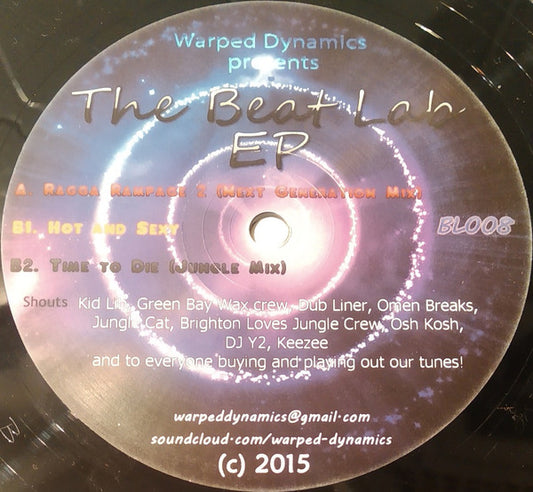 Warped Dynamics
presents
The Beat Lab
EP
A. Ragga Rampage 2 (Next Generation Mix)
B1. Hot and Sexy
BL008
B2. Time to Die (Jungle Mix)
Shouts Kid Lib, Green Bay Wax crew, Dub Liner, Omen Breaks,
Jungle Cat, Brighton Loves Jungle Crew, Osh Kosh,
DJ Y2, Keezee
and to everyone buying and playing out our tunes!
warpeddynamics@gmail.com
soundcloud.com/warped-dynamics
(c) 2015